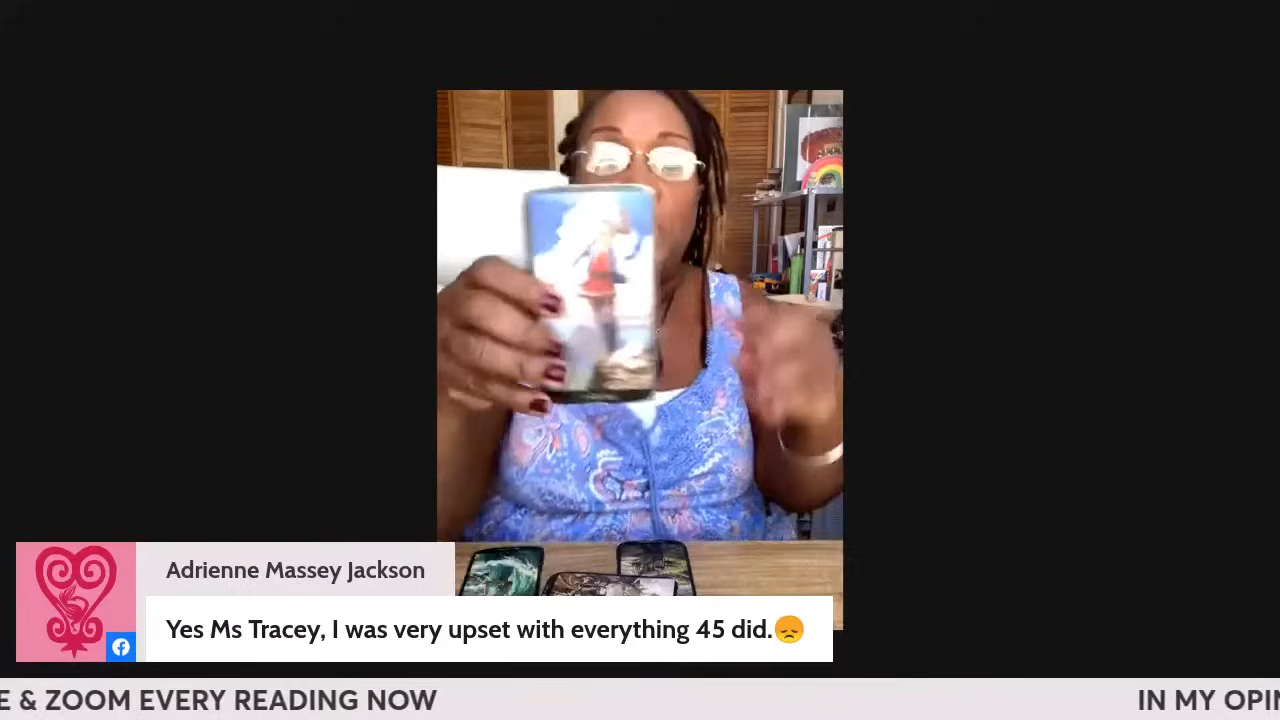 Adrienne Massey Jackson
Yes Ms Tracey, I was very upset with everything 45 did.😞
E & ZOOM EVERY READING NOW
IN MY OPIN